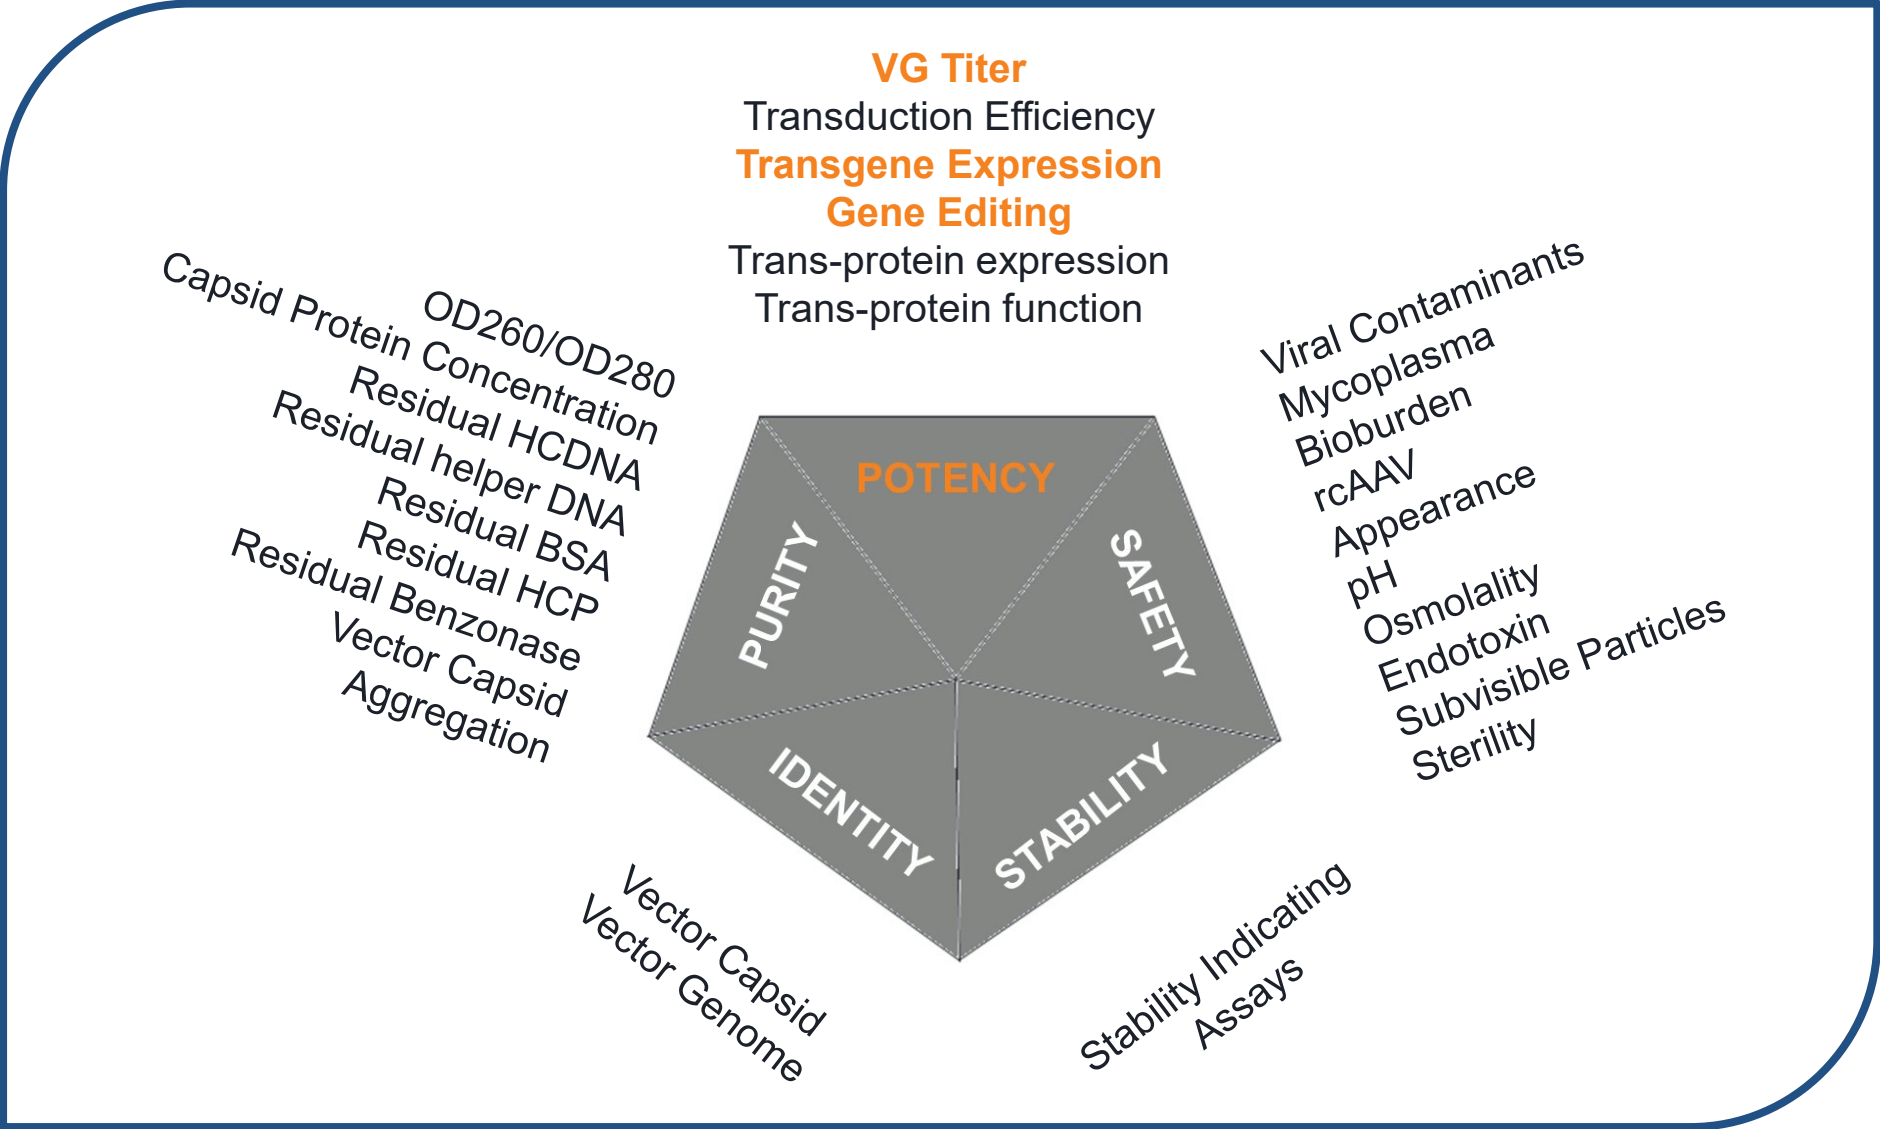 VG Titer
Transduction Efficiency
Transgene Expression
Gene Editing
Trans-protein expression
Trans-protein function
OD260/OD280
Capsid Protein Concentration
Residual HCDNA
Residual helper DNA
Residual BSA
Residual HCP
Residual Benzonase
Vector Capsid
Aggregation
Viral Contaminants
Mycoplasma
Bioburden
rcAAV
Appearance
pH
Osmolality
Endotoxin
Subvisible Particles
Sterility
POTENCY
PURITY
SAFETY
IDENTITY
STABILITY
Vector Capsid
Vector Genome
Stability Indicating
Assays